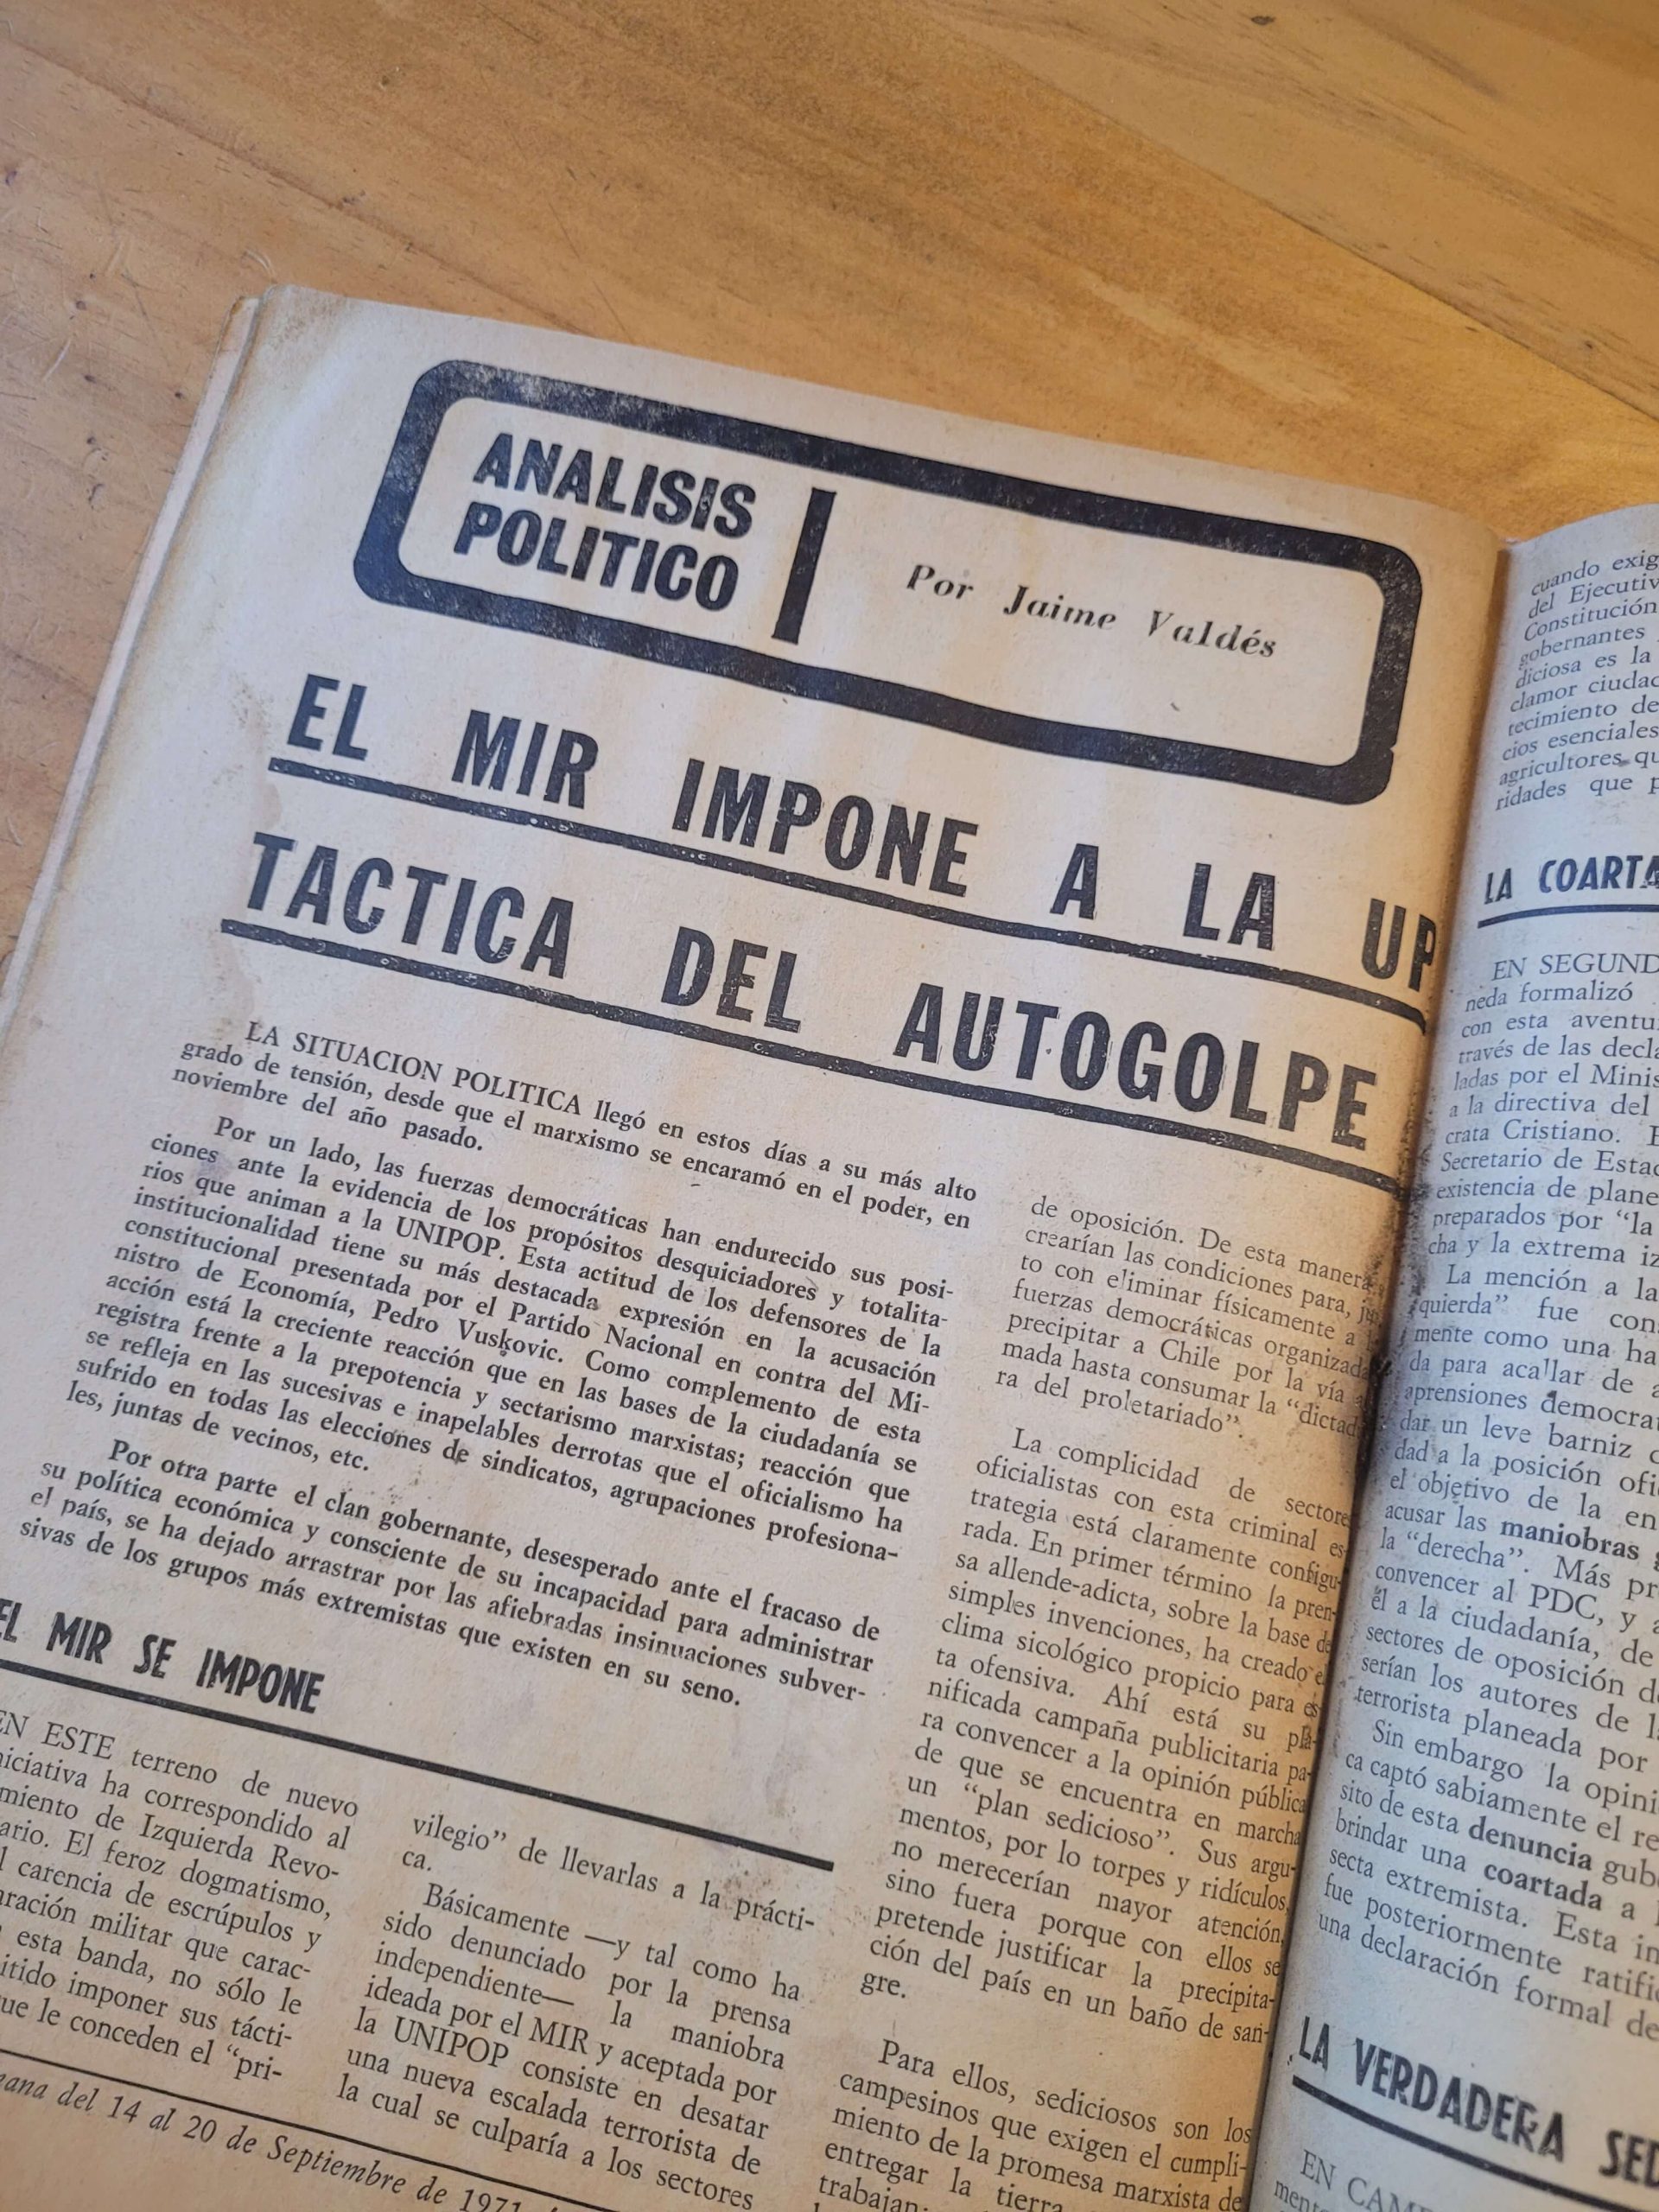 ANALISIS
POLITICO
Por Jaime Valdés
EL MIR IMPONE A LA UP
TACTICA DEL AUTOGOLPE
LA SITUACION POLITICA llegó en estos días a su más alto
grado de tensión, desde que el marxismo se encaramó en el poder, en
noviembre del año pasado.
Por un lado, las fuerzas democráticas han endurecido sus posi-
ciones ante la evidencia de los propósitos desquiciadores y totalita-
rios que animan a la UNIPOP. Esta actitud de los defensores de la
institucionalidad tiene su más destacada expresión en la acusación
constitucional presentada por el Partido Nacional en contra del Mi-
nistro de Economía, Pedro Vuskovic. Como complemento de esta
acción está la creciente reacción que en las bases de la ciudadanía se
registra frente a la prepotencia y sectarismo marxistas; reacción que
se refleja en las sucesivas e inapelables derrotas que el oficialismo ha
sufrido en todas las elecciones de sindicatos, agrupaciones profesiona-
les, juntas de vecinos, etc.
Por otra parte el clan gobernante, desesperado ante el fracaso de
su política económica y consciente de su incapacidad para administrar
el país, se ha dejado arrastrar por las afiebradas insinuaciones subver-
sivas de los grupos más extremistas que existen en su seno.
EL MIR SE IMPONE
EN ESTE terreno de nuevo
iniciativa ha correspondido al
miento de Izquierda Revo-
ario. El feroz dogmatismo,
l carencia de escrúpulos y
ración militar que carac-
esta banda, no sólo le
itido imponer sus tácti-
ue le conceden el “pri-
vilegio” de llevarlas a la prácti-
ca.
Básicamente —y tal como ha
sido denunciado por la prensa
independiente— la maniobra
ideada por el MIR y aceptada por
la UNIPOP consiste en desatar
una nueva escalada terrorista de
la cual se culparía a los sectores
de oposición. De esta manera
crearían las condiciones para, ju
to con eliminar físicamente a l
fuerzas democráticas organizada
precipitar a Chile por la vía a
mada hasta consumar la “dictad
ra del proletariado”.
La complicidad de sectores
oficialistas con esta criminal es-
trategia está claramente configu-
rada. En primer término la pren-
sa allende-adicta, sobre la base de
simples invenciones, ha creado el
clima sicológico propicio para es-
ta ofensiva. Ahí está su pla-
nificada campaña publicitaria pa-
ra convencer a la opinión pública
de que se encuentra en marcha
un “plan sedicioso”. Sus argu-
mentos, por lo torpes y ridículos,
no merecerían mayor atención,
sino fuera porque con ellos se
pretende justificar la precipita-
ción del país en un baño de san-
gre.
Para ellos, sediciosos son los
campesinos que exigen el cumpli-
miento de la promesa marxista de
entregar la tierra
trabajan;
ana del 14 al 20 de Septiembre de 1971
cuando exig
del Ejecutiv
Constitución
gobernantes
diciosa es la
clamor ciudad
tecimiento de
cios esenciales
agricultores qu
ridades que p
LA COARTA
EN SEGUND
neda formalizó
con esta aventu
través de las decla
ladas por el Minis
a la directiva del
crata Cristiano. E
Secretario de Estad
existencia de plane
preparados por “la
cha y la extrema iz
La mención a la
quierda” fue con
mente como una ha
da para acallar de a
aprensiones democrat
dar un leve barniz d
dad a la posición ofi
el objetivo de la en
acusar las maniobras g
la “derecha”. Más pr
convencer al PDC, y a
él a la ciudadanía, de
sectores de oposición d
serían los autores de l
terrorista planeada por
Sin embargo la opini
ca captó sabiamente el re
sito de esta denuncia gub
brindar una coartada a l
secta extremista. Esta in
fue posteriormente ratifi
una declaración formal de
LA VERDADERA SED
EN CAMP
ment